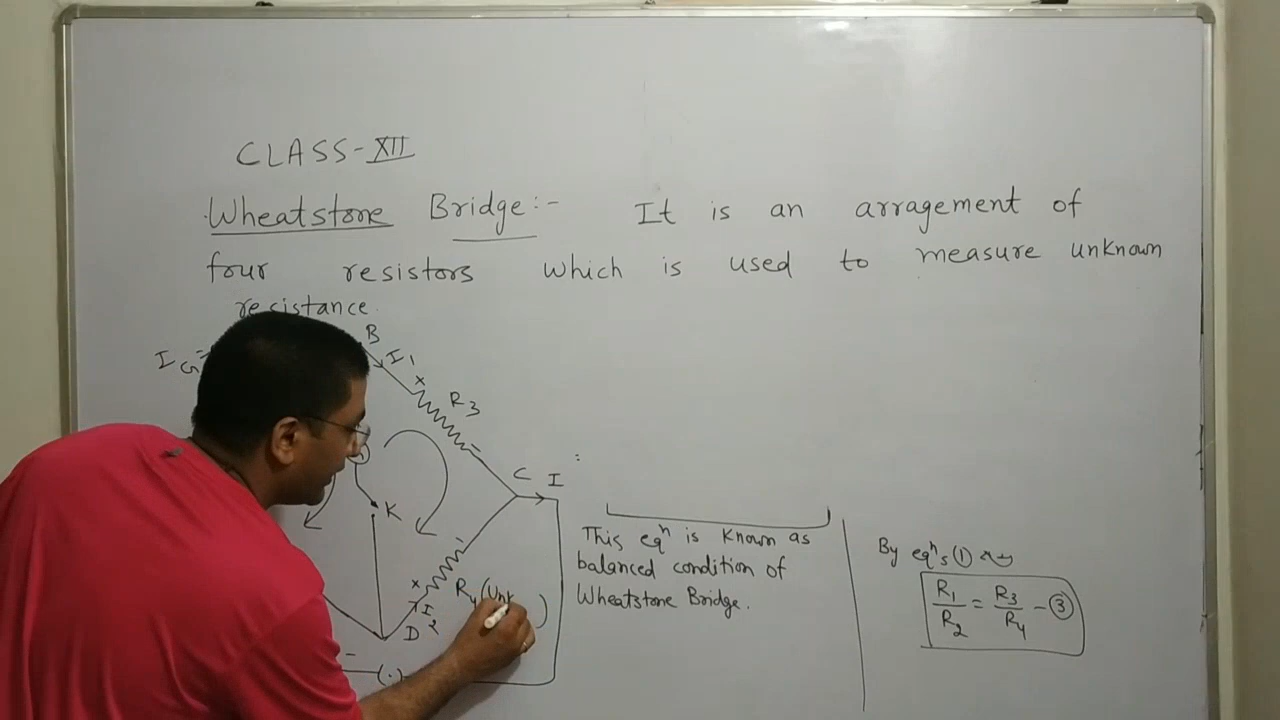 CLASS-XII
Wheatstone Bridge:- It is an arragement of
four resistors which is used to measure unknown
resistance.
B
I G =
I1
+
R3
-
C I
K
-
+
R4 (Unk )
I2
D
-
(.)
:
This eqn is known as
balanced condition of
Wheatstone Bridge.
By eqns (1)
R1/R2 = R3/R4 - (3)